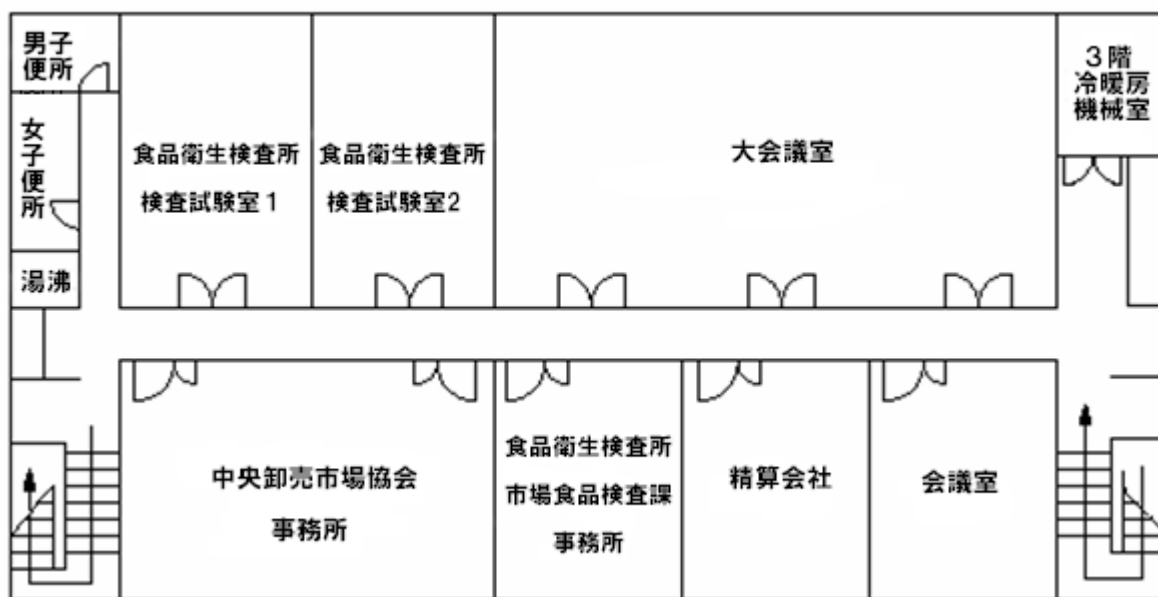 男子
便所
女子便所
湯沸
食品衛生検査所
検査試験室1
食品衛生検査所
検査試験室2
大会議室
3階
冷暖房
機械室
中央卸売市場協会
事務所
食品衛生検査所
市場食品検査課
事務所
精算会社
会議室